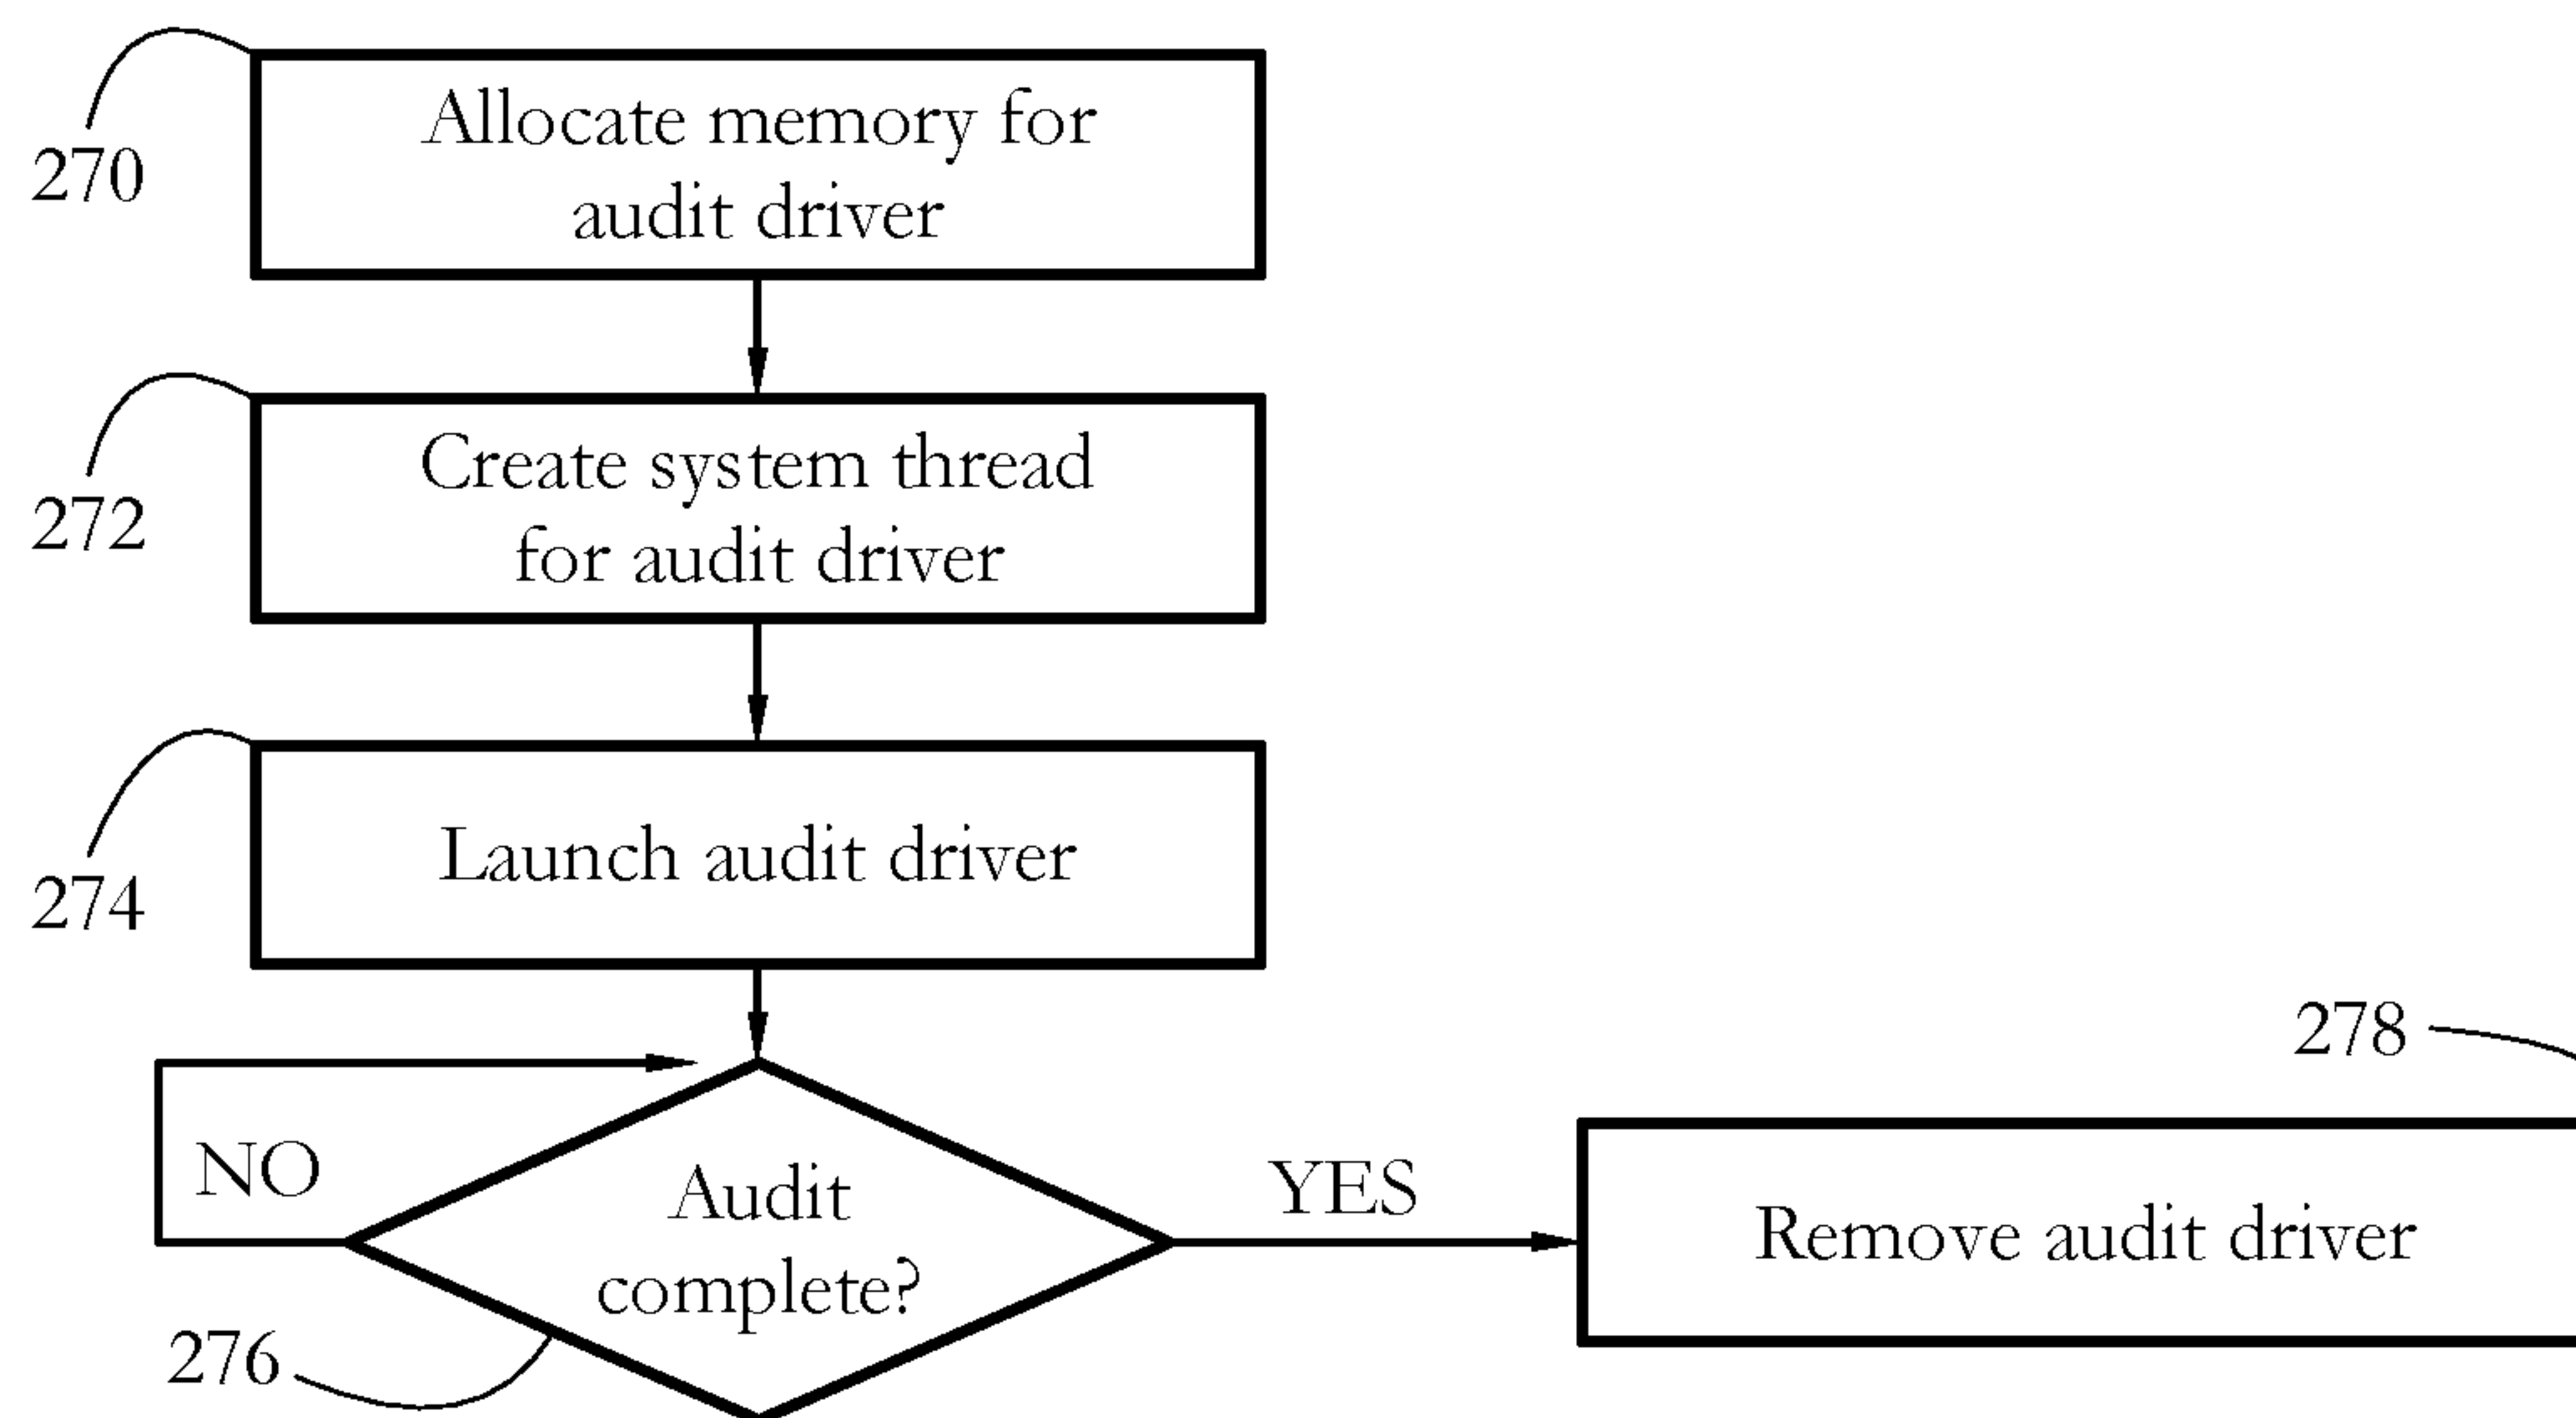 Allocate memory for
audit driver
270
Create system thread
for audit driver
272
Launch audit driver
274
278
NO
Audit
complete?
YES
Remove audit driver
276